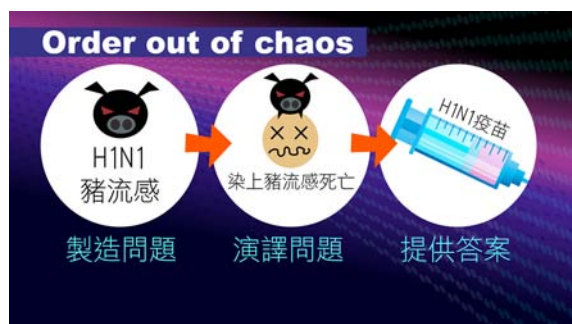 Order out of chaos
H1N1
豬流感
染上豬流感死亡
H1N1疫苗
製造問題
演譯問題
提供答案